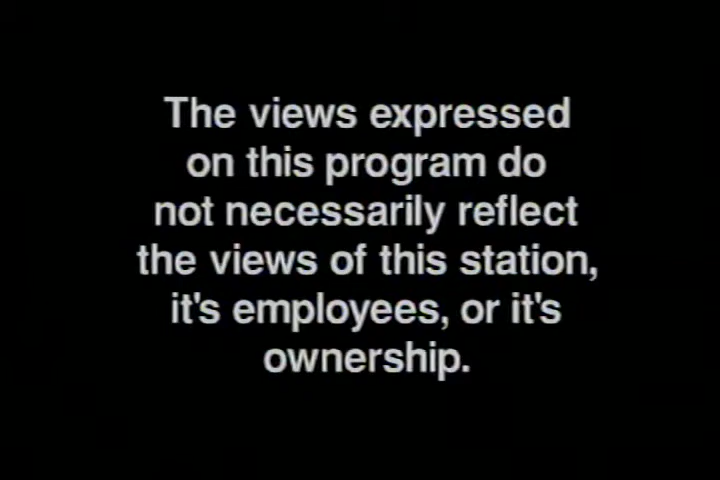 The views expressed
on this program do
not necessarily reflect
the views of this station,
it's employees, or it's
ownership.